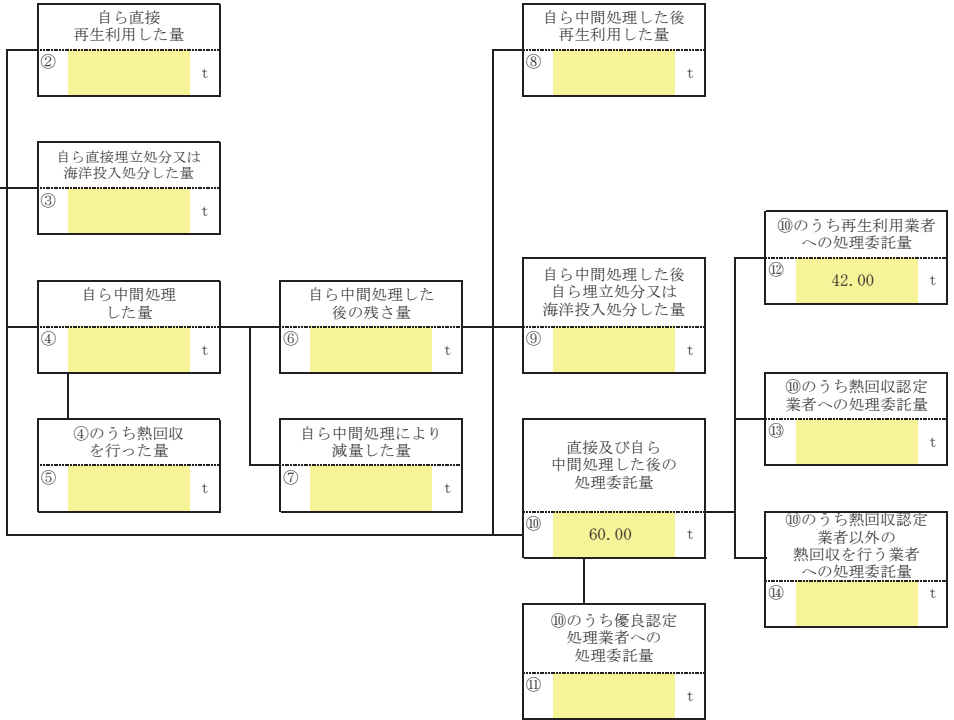 自ら直接
再生利用した量
②
t
自ら直接埋立処分又は
海洋投入処分した量
③
t
自ら中間処理
した量
④
t
④のうち熱回収
を行った量
⑤
t
自ら中間処理した
後の残さ量
⑥
t
自ら中間処理により
減量した量
⑦
t
自ら中間処理した後
再生利用した量
⑧
t
自ら中間処理した後
自ら埋立処分又は
海洋投入処分した量
⑨
t
直接及び自ら
中間処理した後の
処理委託量
⑩ 60.00 t
⑩のうち優良認定
処理業者への
処理委託量
⑪
t
⑩のうち再生利用業者
への処理委託量
⑫ 42.00 t
⑩のうち熱回収認定
業者への処理委託量
⑬
t
⑩のうち熱回収認定
業者以外の
熱回収を行う業者
への処理委託量
⑭
t